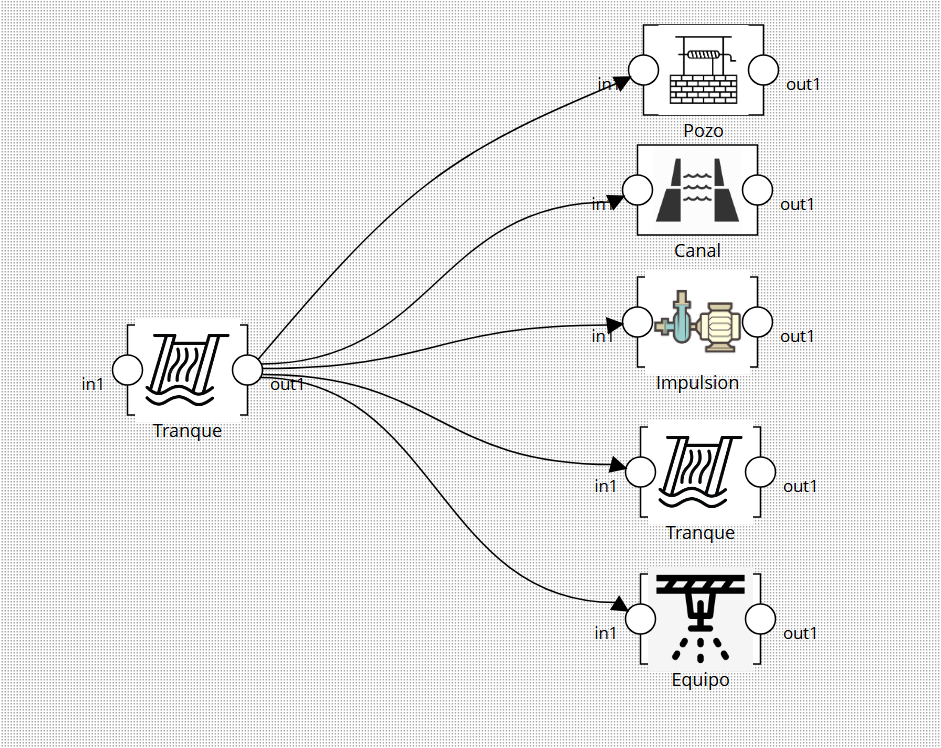 in1
out1
Pozo
in1
out1
Canal
in1
out1
Impulsion
in1
out1
Tranque
in1
out1
Tranque
in1
out1
Equipo